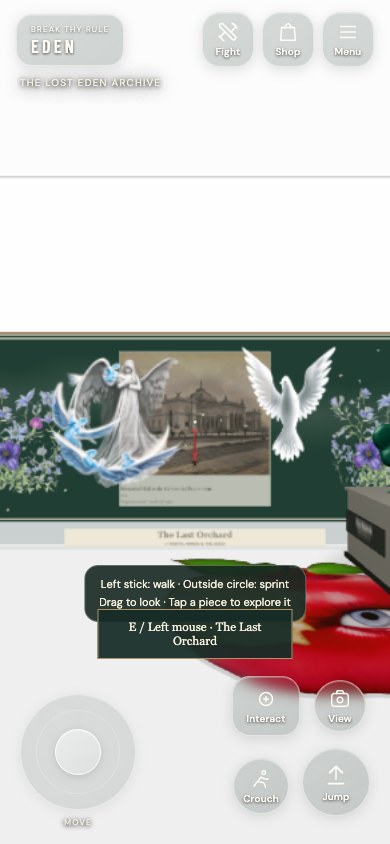 BREAK THY RULE
EDEN
Fight
Shop
Menu
THE LOST EDEN ARCHIVE
The Last Orchard
Left stick: walk · Outside circle: sprint
Drag to look · Tap a piece to explore it
E / Left mouse · The Last
Orchard
Interact
View
Crouch
Jump
MOVE